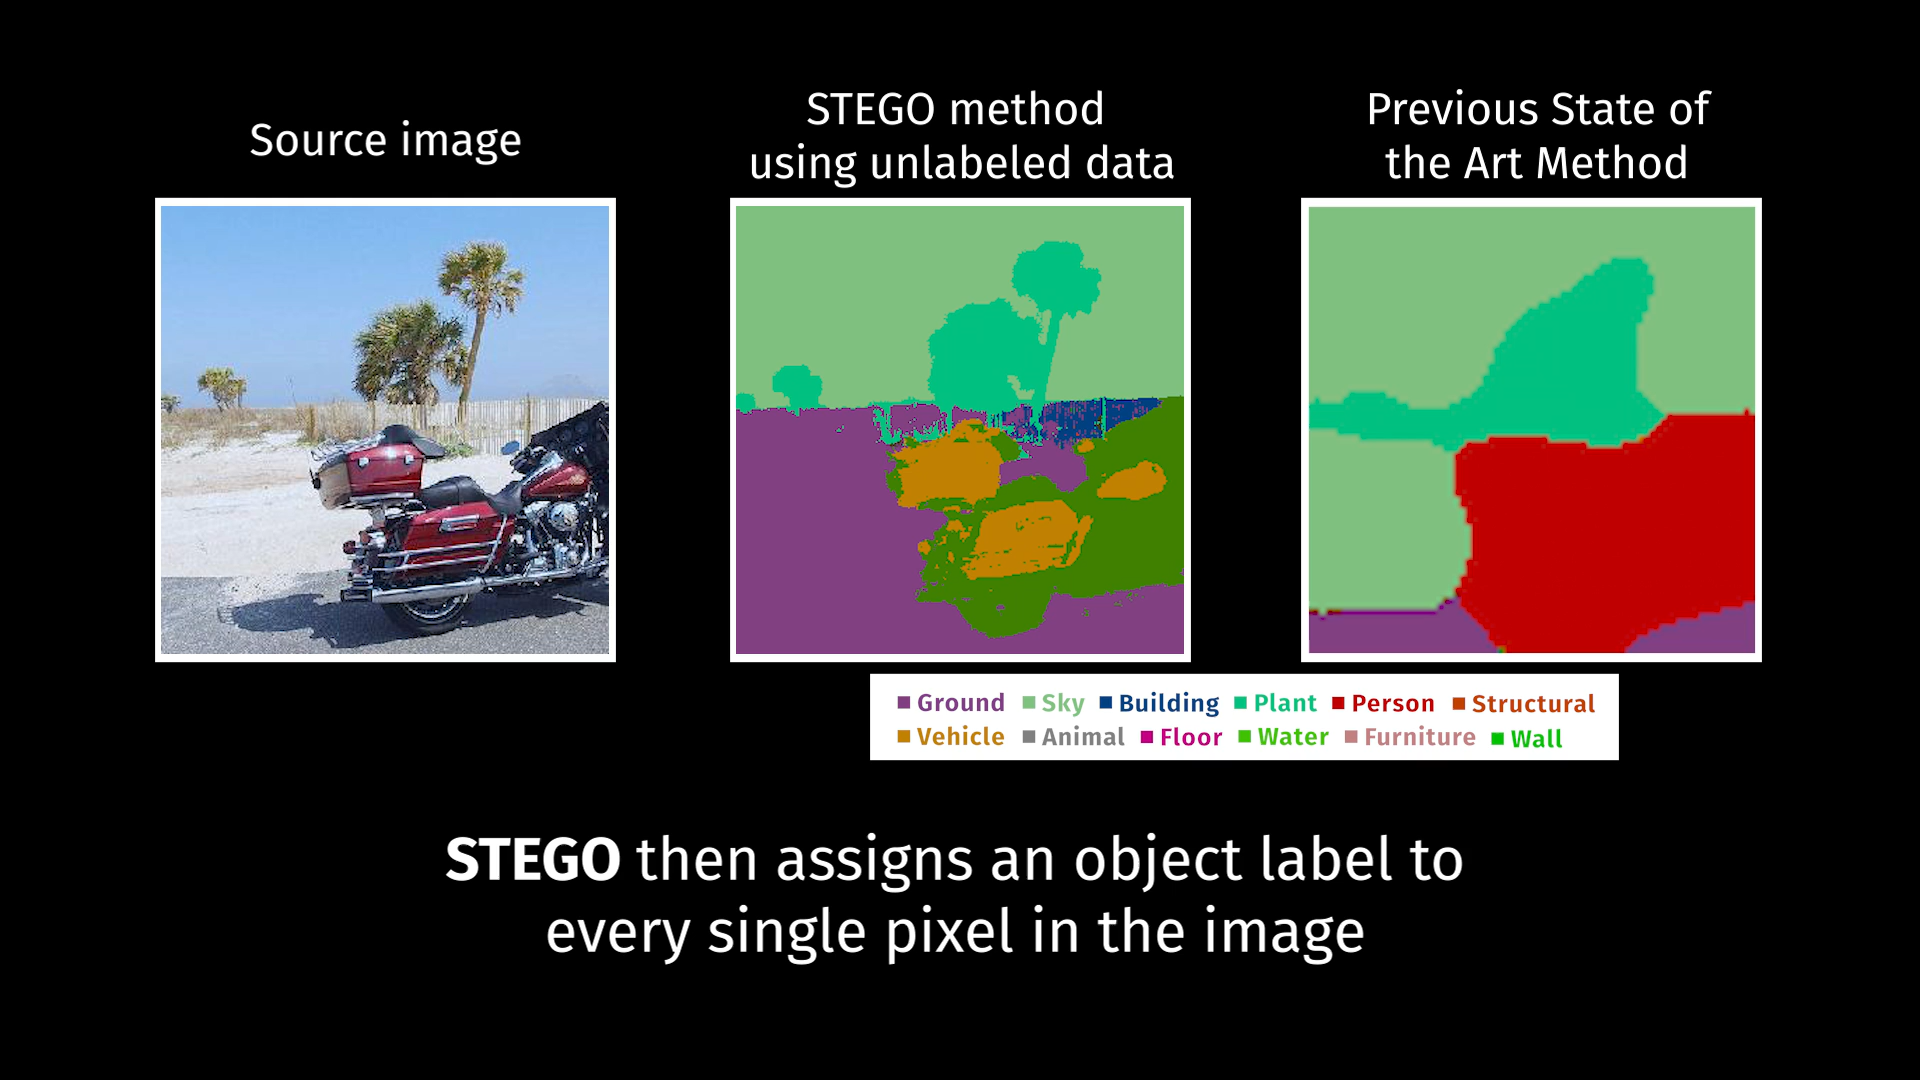 Source image
STEGO method
using unlabeled data
Previous State of
the Art Method
Ground Sky Building Plant Person Structural
Vehicle Animal Floor Water Furniture Wall
STEGO then assigns an object label to
every single pixel in the image